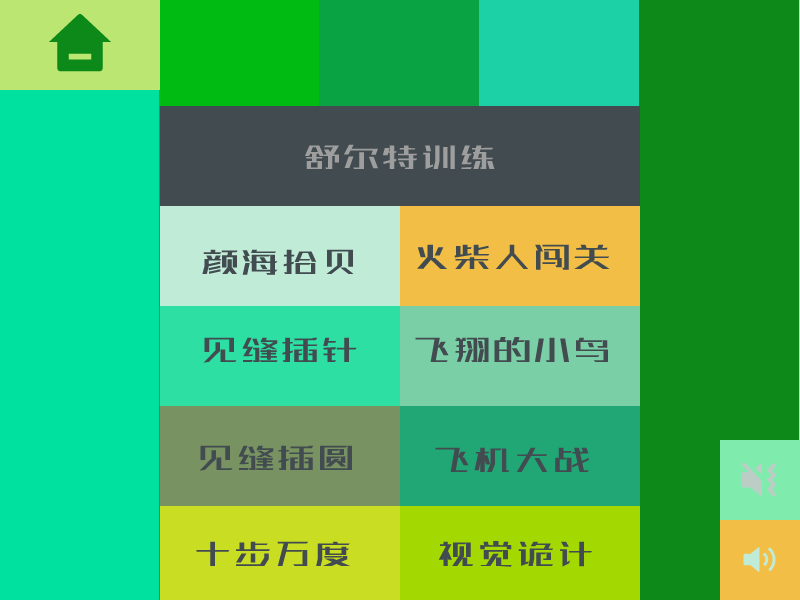 舒尔特训练
颜海拾贝
火柴人闯关
见缝插针
飞翔的小鸟
见缝插圆
飞机大战
十步万度
视觉诡计